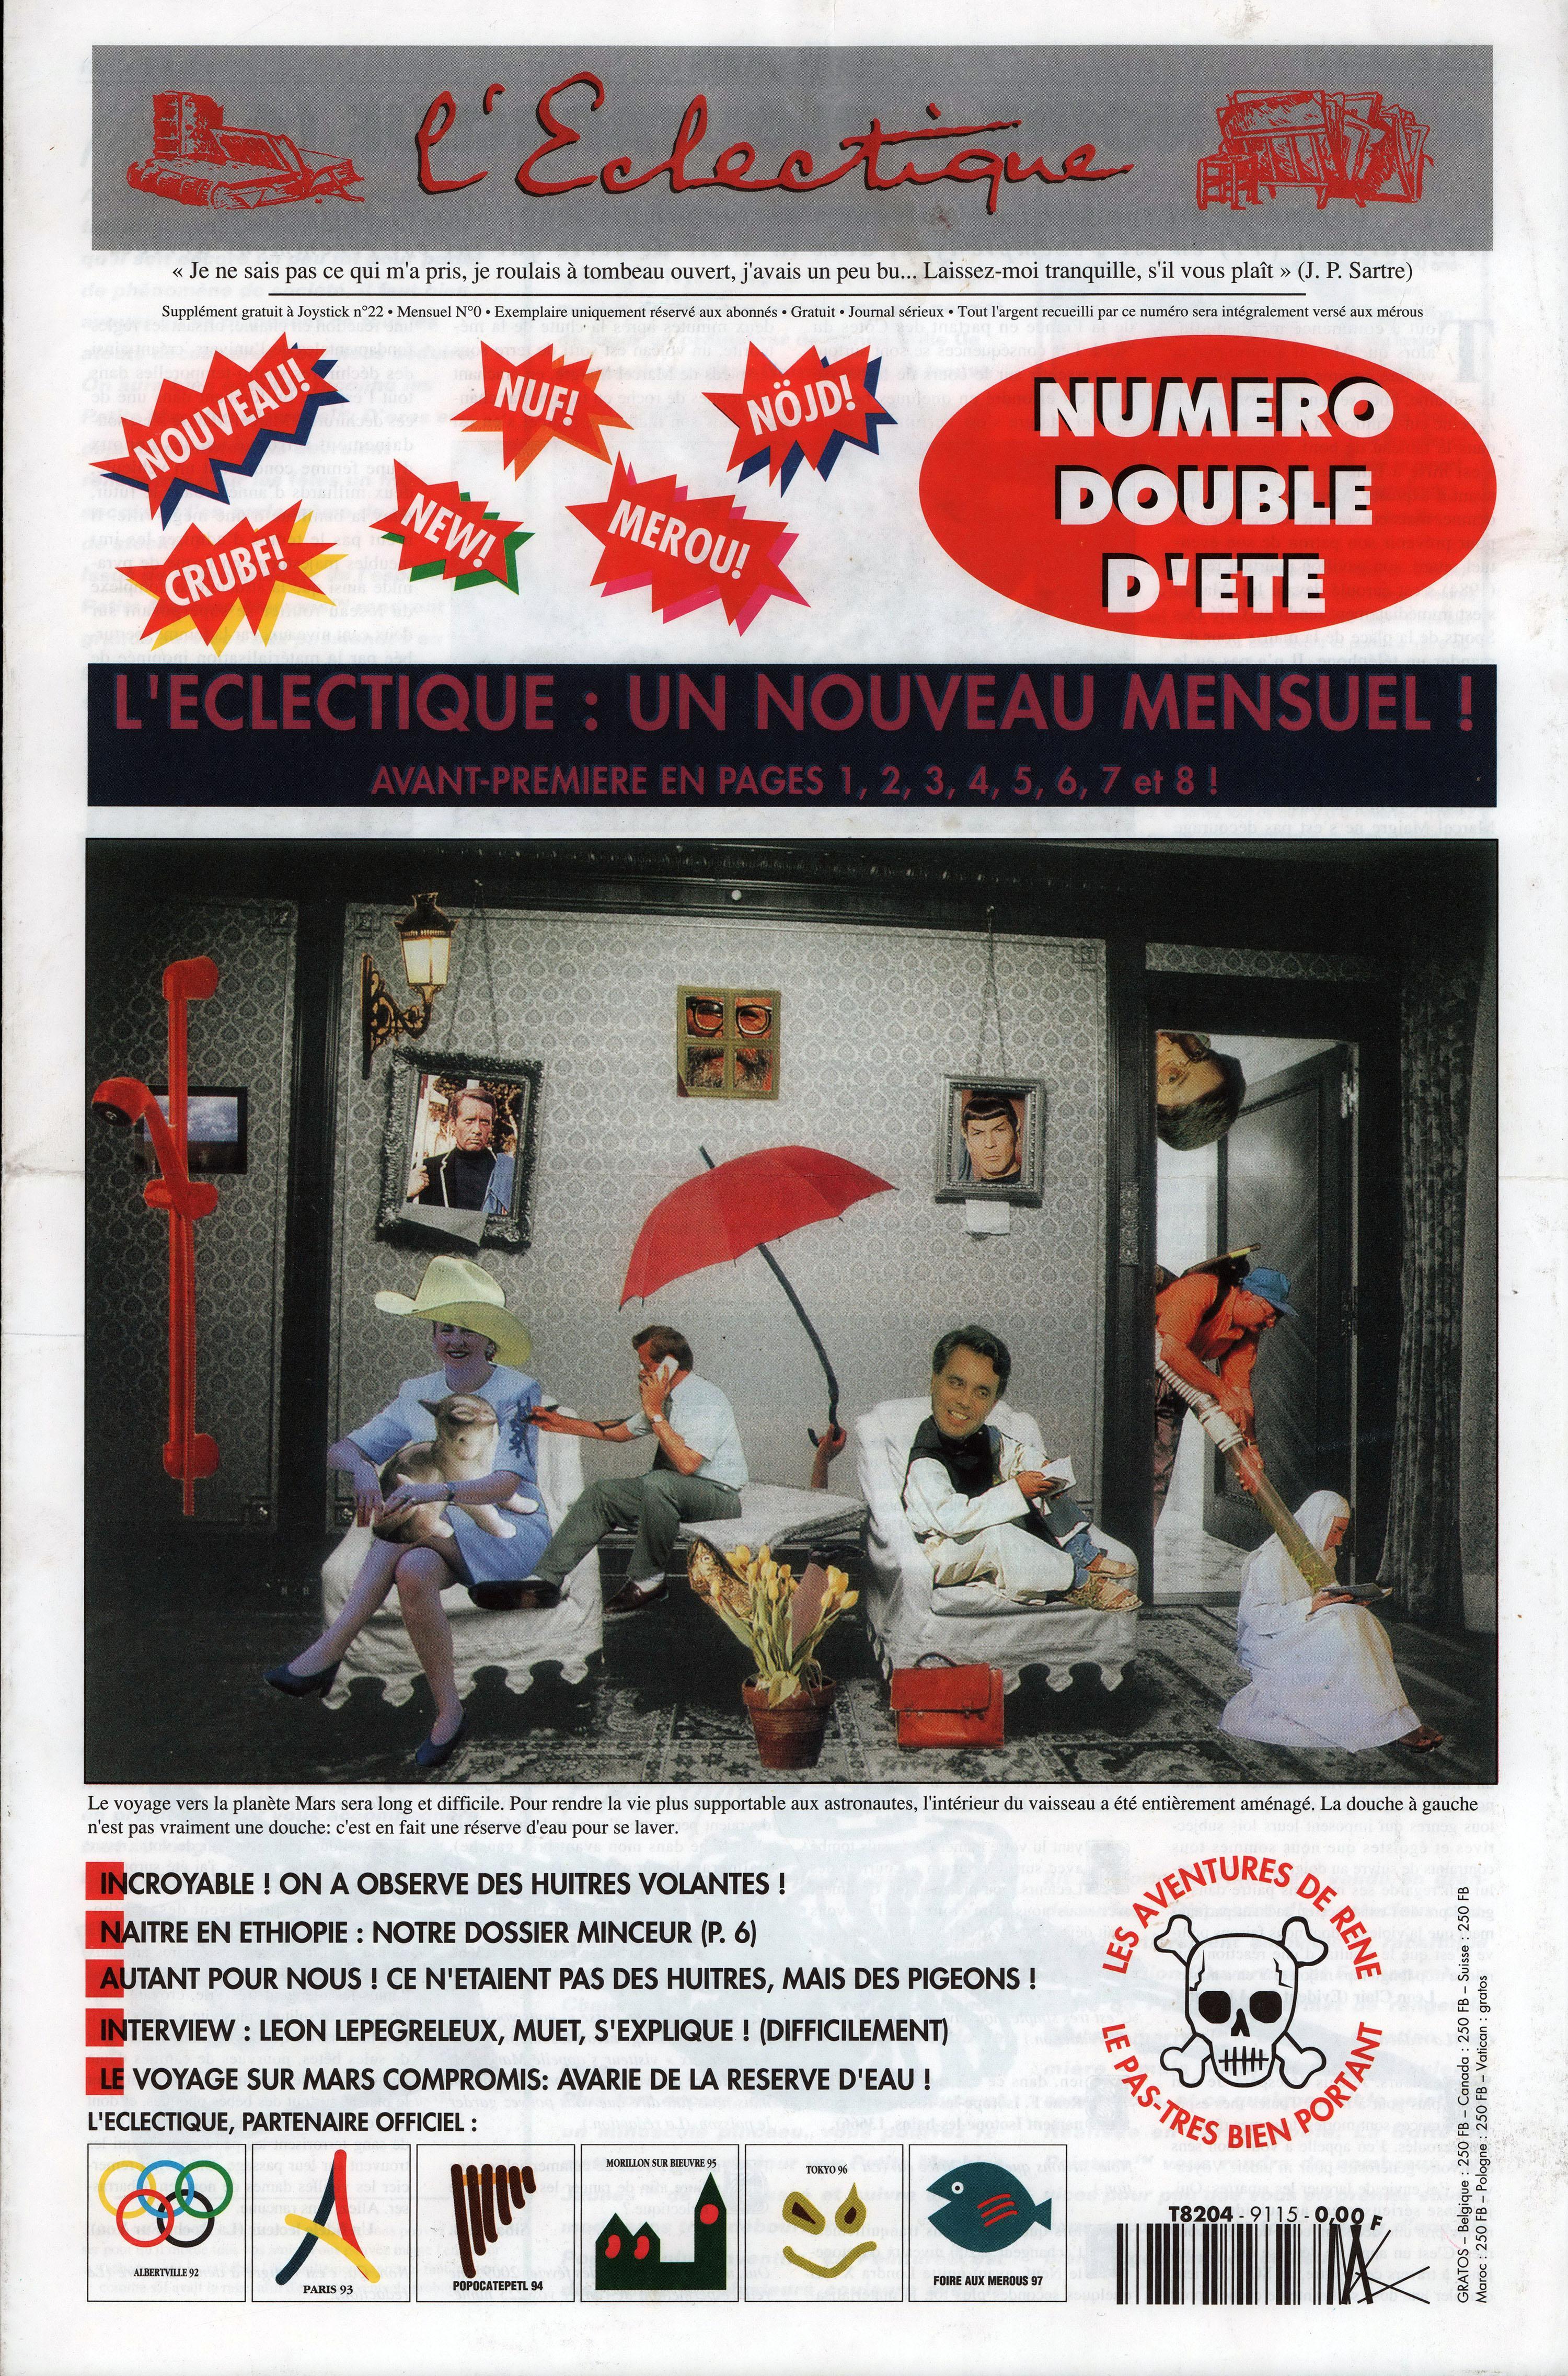 l'Eclectique
« Je ne sais pas ce qui m'a pris, je roulais à tombeau ouvert, j'avais un peu bu... Laissez-moi tranquille, s'il vous plaît » (J. P. Sartre)
Supplément gratuit à Joystick n°22 • Mensuel N°0 • Exemplaire uniquement réservé aux abonnés • Gratuit • Journal sérieux • Tout l'argent recueilli par ce numéro sera intégralement versé aux mérous
NOUVEAU!
NUF!
NÖJD!
CRUBF!
NEW!
MEROU!
NUMERO
DOUBLE
D'ETE
L'ECLECTIQUE : UN NOUVEAU MENSUEL !
AVANT-PREMIERE EN PAGES 1, 2, 3, 4, 5, 6, 7 et 8 !
Le voyage vers la planète Mars sera long et difficile. Pour rendre la vie plus supportable aux astronautes, l'intérieur du vaisseau a été entièrement aménagé. La douche à gauche
n'est pas vraiment une douche: c'est en fait une réserve d'eau pour se laver.
INCROYABLE ! ON A OBSERVE DES HUITRES VOLANTES !
NAITRE EN ETHIOPIE : NOTRE DOSSIER MINCEUR (P. 6)
AUTANT POUR NOUS ! CE N'ETAIENT PAS DES HUITRES, MAIS DES PIGEONS !
INTERVIEW : LEON LEPEGRELEUX, MUET, S'EXPLIQUE ! (DIFFICILEMENT)
LE VOYAGE SUR MARS COMPROMIS: AVARIE DE LA RESERVE D'EAU !
L'ECLECTIQUE, PARTENAIRE OFFICIEL :
ALBERTVILLE 92
PARIS 93
POPOCATEPETL 94
MORILLON SUR BIEUVRE 95
TOKYO 96
FOIRE AUX MEROUS 97
LES AVENTURES DE RENE
LE PAS-TRES BIEN PORTANT
T8204 - 9115 - 0,00 F
GRATOS – Belgique : 250 FB – Canada : 250 FB – Suisse : 250 FB
Maroc : 250 FB – Pologne : 250 FB – Vatican : gratos